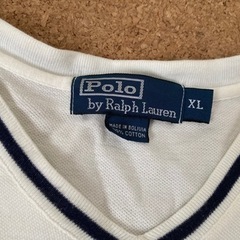 Polo
by Ralph Lauren
XL
MADE IN BOLIVIA
100% COTTON